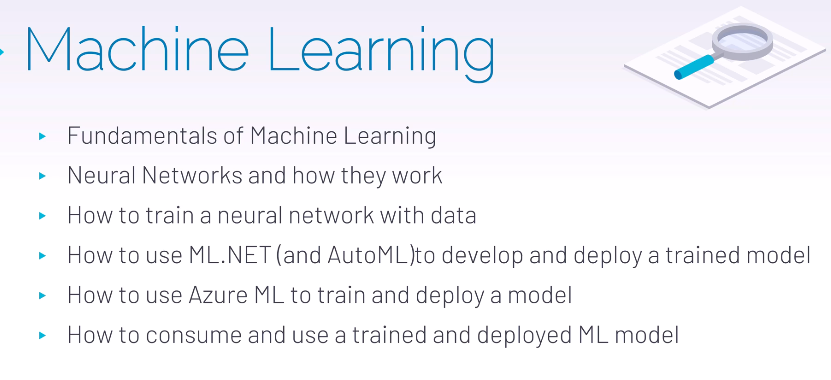 Machine Learning
Fundamentals of Machine Learning
Neural Networks and how they work
How to train a neural network with data
How to use ML.NET (and AutoML)to develop and deploy a trained model
How to use Azure ML to train and deploy a model
How to consume and use a trained and deployed ML model